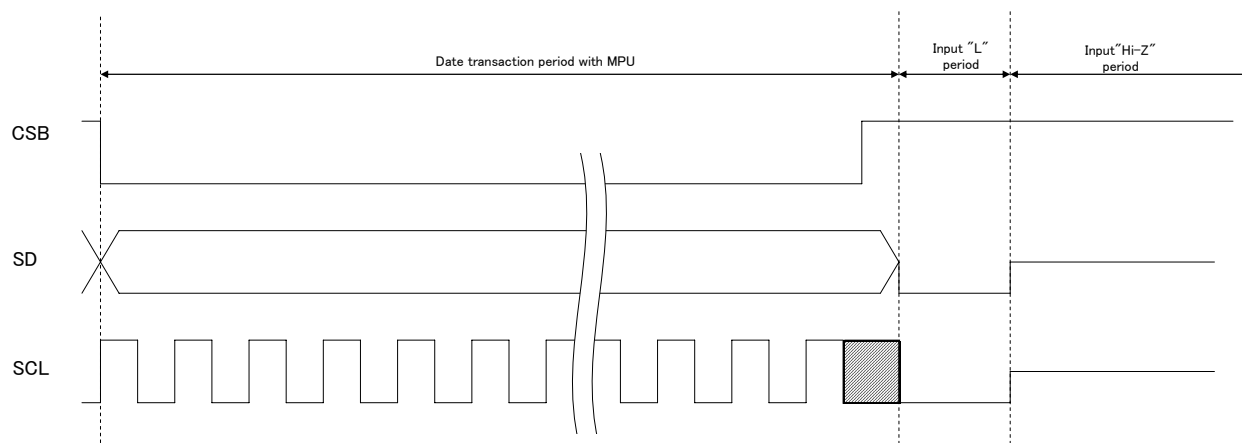 Date transaction period with MPU
Input "L"
period
Input"Hi-Z"
period
CSB
SD
SCL